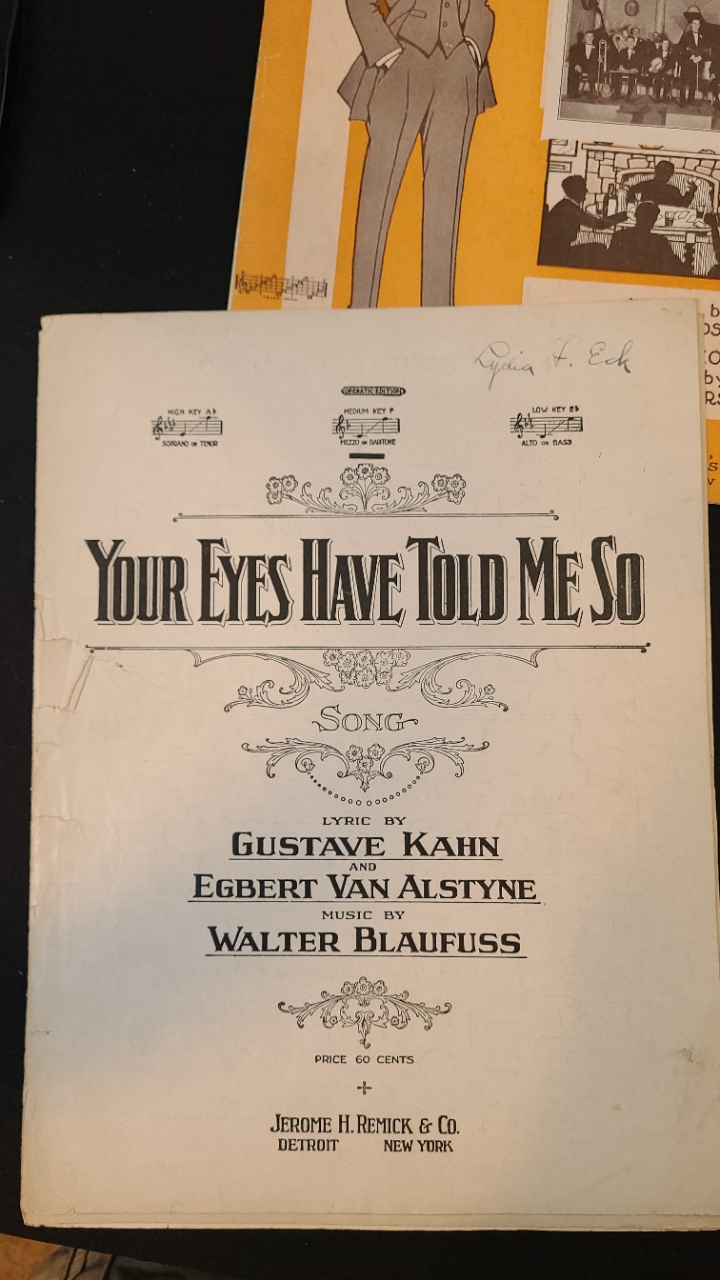 Lydia F. Eck
OPERATIC EDITION
HIGH KEY A♭
SOPRANO OR TENOR
MEDIUM KEY F
MEZZO OR BARITONE
LOW KEY E♭
ALTO OR BASS
YOUR EYES HAVE TOLD ME SO
SONG
LYRIC BY
GUSTAVE KAHN
AND
EGBERT VAN ALSTYNE
MUSIC BY
WALTER BLAUFUSS
PRICE 60 CENTS
JEROME H. REMICK & CO.
DETROIT NEW YORK